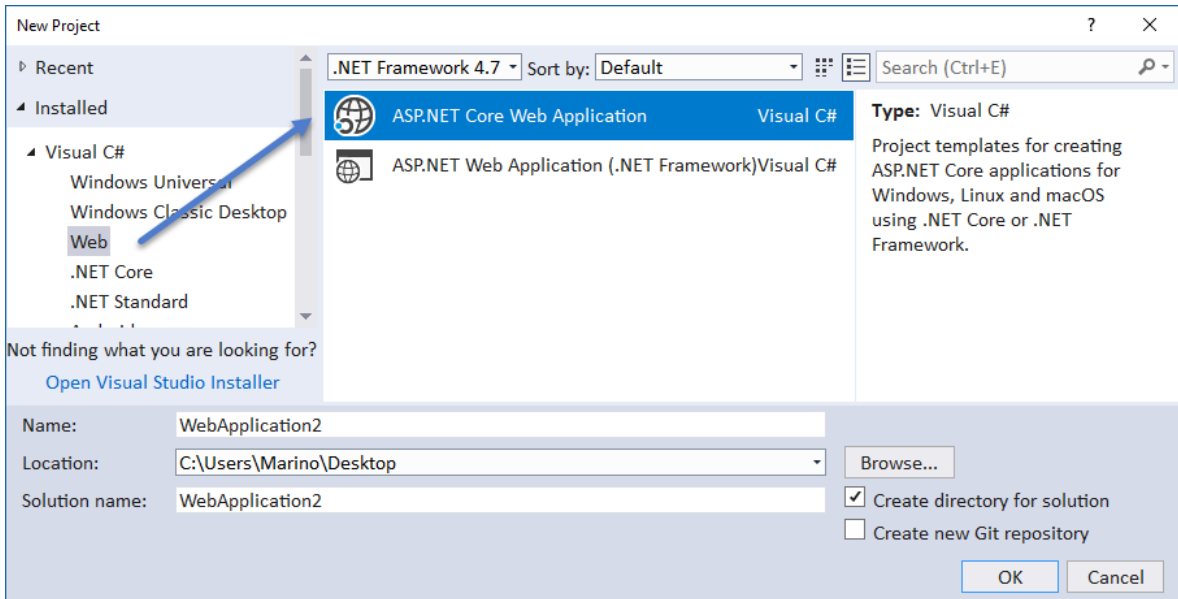 New Project
?
Recent
Installed
Visual C#
Windows Universal
Windows Classic Desktop
Web
.NET Core
.NET Standard
Not finding what you are looking for?
Open Visual Studio Installer
.NET Framework 4.7
Sort by: Default
Search (Ctrl+E)
ASP.NET Core Web Application Visual C#
ASP.NET Web Application (.NET Framework) Visual C#
Type: Visual C#
Project templates for creating
ASP.NET Core applications for
Windows, Linux and macOS
using .NET Core or .NET
Framework.
Name: WebApplication2
Location: C:\Users\Marino\Desktop
Browse...
Solution name: WebApplication2
Create directory for solution
Create new Git repository
OK
Cancel